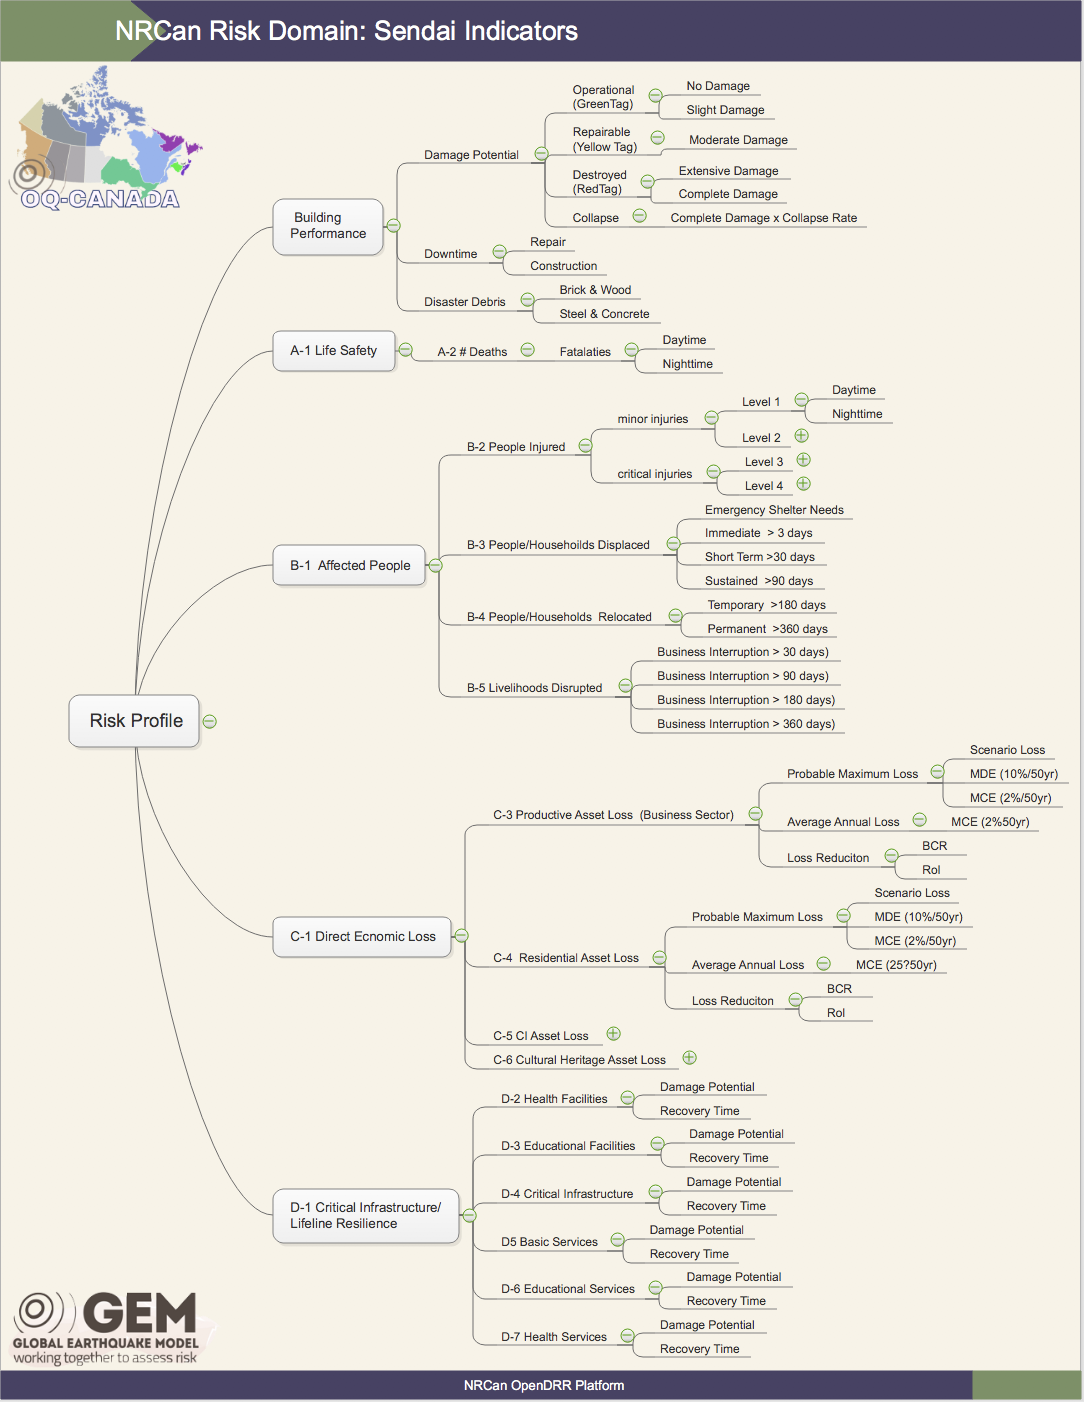 NRCan Risk Domain: Sendai Indicators
OQ-CANADA
Risk Profile
Building
Performance
Damage Potential
Operational
(GreenTag)
No Damage
Slight Damage
Repairable
(Yellow Tag)
Moderate Damage
Destroyed
(RedTag)
Extensive Damage
Complete Damage
Collapse
Complete Damage x Collapse Rate
Downtime
Repair
Construction
Disaster Debris
Brick & Wood
Steel & Concrete
A-1 Life Safety
A-2 # Deaths
Fatalaties
Daytime
Nighttime
B-1  Affected People
B-2 People Injured
minor injuries
Level 1
Daytime
Nighttime
Level 2
critical injuries
Level 3
Level 4
B-3 People/Househoilds Displaced
Emergency Shelter Needs
Immediate  > 3 days
Short Term >30 days
Sustained  >90 days
B-4 People/Households  Relocated
Temporary  >180 days
Permanent  >360 days
B-5 Livelihoods Disrupted
Business Interruption > 30 days)
Business Interruption > 90 days)
Business Interruption > 180 days)
Business Interruption > 360 days)
C-1 Direct Ecnomic Loss
C-3 Productive Asset Loss  (Business Sector)
Probable Maximum Loss
Scenario Loss
MDE (10%/50yr)
MCE (2%/50yr)
Average Annual Loss
MCE (2%50yr)
Loss Reduciton
BCR
RoI
C-4  Residential Asset Loss
Probable Maximum Loss
Scenario Loss
MDE (10%/50yr)
MCE (2%/50yr)
Average Annual Loss
MCE (25?50yr)
Loss Reduciton
BCR
RoI
C-5 CI Asset Loss
C-6 Cultural Heritage Asset Loss
D-1 Critical Infrastructure/
Lifeline Resilience
D-2 Health Facilities
Damage Potential
Recovery Time
D-3 Educational Facilities
Damage Potential
Recovery Time
D-4 Critical Infrastructure
Damage Potential
Recovery Time
D5 Basic Services
Damage Potential
Recovery Time
D-6 Educational Services
Damage Potential
Recovery Time
D-7 Health Services
Damage Potential
Recovery Time
GEM
GLOBAL EARTHQUAKE MODEL
working together to assess risk
NRCan OpenDRR Platform